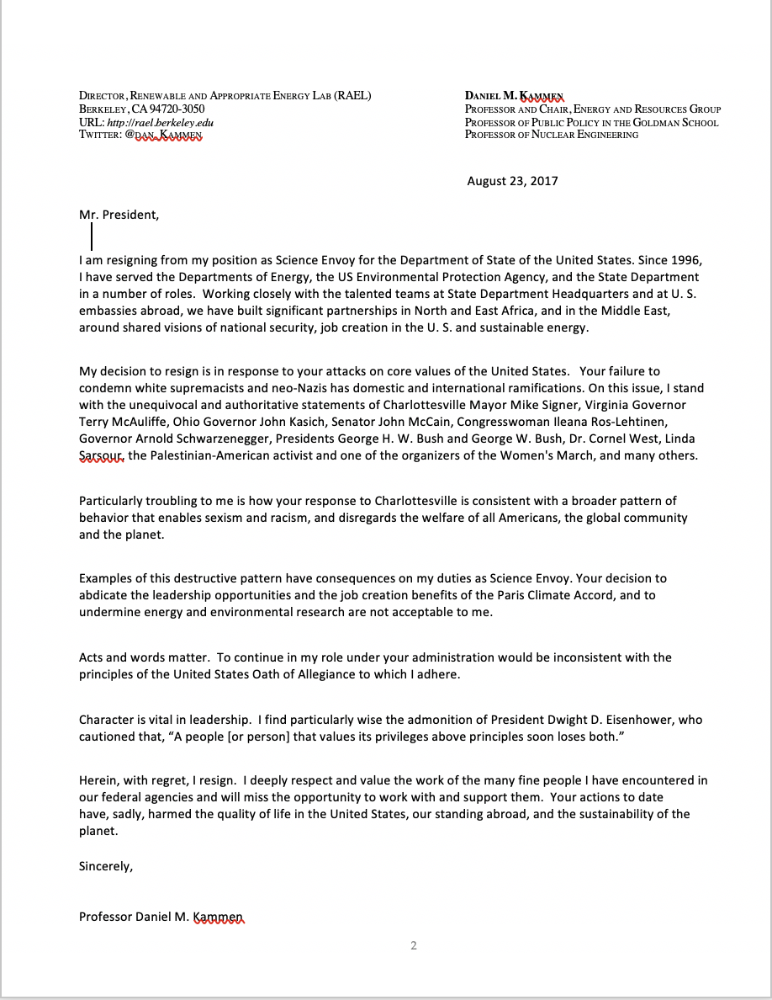 Director, Renewable and Appropriate Energy Lab (RAEL)
Berkeley, CA 94720-3050
URL: http://rael.berkeley.edu
Twitter: @dan_Kammen
Daniel M. Kammen
Professor and Chair, Energy and Resources Group
Professor of Public Policy in the Goldman School
Professor of Nuclear Engineering
August 23, 2017
Mr. President,
I am resigning from my position as Science Envoy for the Department of State of the United States. Since 1996,
I have served the Departments of Energy, the US Environmental Protection Agency, and the State Department
in a number of roles.  Working closely with the talented teams at State Department Headquarters and at U. S.
embassies abroad, we have built significant partnerships in North and East Africa, and in the Middle East,
around shared visions of national security, job creation in the U. S. and sustainable energy.
My decision to resign is in response to your attacks on core values of the United States.   Your failure to
condemn white supremacists and neo-Nazis has domestic and international ramifications. On this issue, I stand
with the unequivocal and authoritative statements of Charlottesville Mayor Mike Signer, Virginia Governor
Terry McAuliffe, Ohio Governor John Kasich, Senator John McCain, Congresswoman Ileana Ros-Lehtinen,
Governor Arnold Schwarzenegger, Presidents George H. W. Bush and George W. Bush, Dr. Cornel West, Linda
Sarsour, the Palestinian-American activist and one of the organizers of the Women's March, and many others.
Particularly troubling to me is how your response to Charlottesville is consistent with a broader pattern of
behavior that enables sexism and racism, and disregards the welfare of all Americans, the global community
and the planet.
Examples of this destructive pattern have consequences on my duties as Science Envoy. Your decision to
abdicate the leadership opportunities and the job creation benefits of the Paris Climate Accord, and to
undermine energy and environmental research are not acceptable to me.
Acts and words matter.  To continue in my role under your administration would be inconsistent with the
principles of the United States Oath of Allegiance to which I adhere.
Character is vital in leadership.  I find particularly wise the admonition of President Dwight D. Eisenhower, who
cautioned that, “A people [or person] that values its privileges above principles soon loses both.”
Herein, with regret, I resign.  I deeply respect and value the work of the many fine people I have encountered in
our federal agencies and will miss the opportunity to work with and support them.  Your actions to date
have, sadly, harmed the quality of life in the United States, our standing abroad, and the sustainability of the
planet.
Sincerely,
Professor Daniel M. Kammen
2